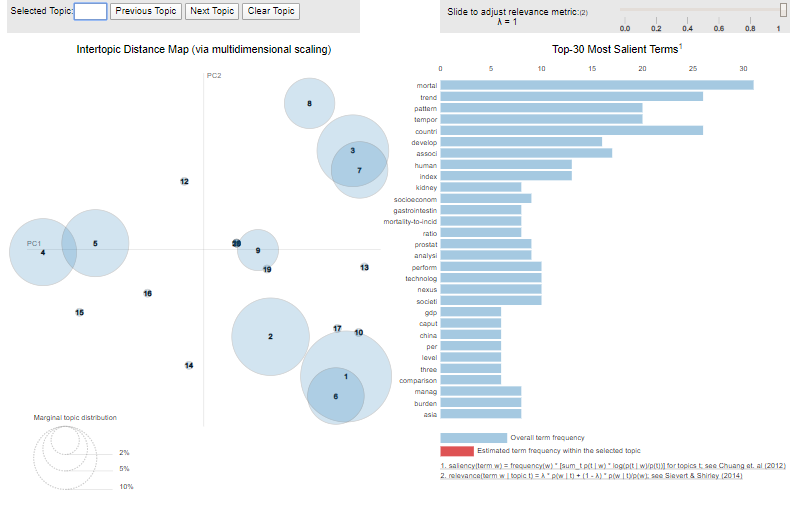 Selected Topic: Previous Topic Next Topic Clear Topic
Slide to adjust relevance metric:(2)
λ = 1
0.0 0.2 0.4 0.6 0.8 1
Intertopic Distance Map (via multidimensional scaling)
Top-30 Most Salient Terms1
PC2
PC1
8
3
7
12
5
4
9
19
13
16
15
2
17
10
14
1
6
Marginal topic distribution
2%
5%
10%
0 5 10 15 20 25 30
mortal
trend
pattern
tempor
countri
develop
associ
human
index
kidney
socioeconom
gastrointestin
mortality-to-incid
ratio
prostat
analysi
perform
technolog
nexus
societi
gdp
caput
china
per
level
three
comparison
manag
burden
asia
Overall term frequency
Estimated term frequency within the selected topic
1. saliency(term w) = frequency(w) * [sum_t p(t | w) * log(p(t | w)/p(t))] for topics t; see Chuang et. al (2012)
2. relevance(term w | topic t) = λ * p(w | t) + (1 - λ) * p(w | t)/p(w); see Sievert & Shirley (2014)